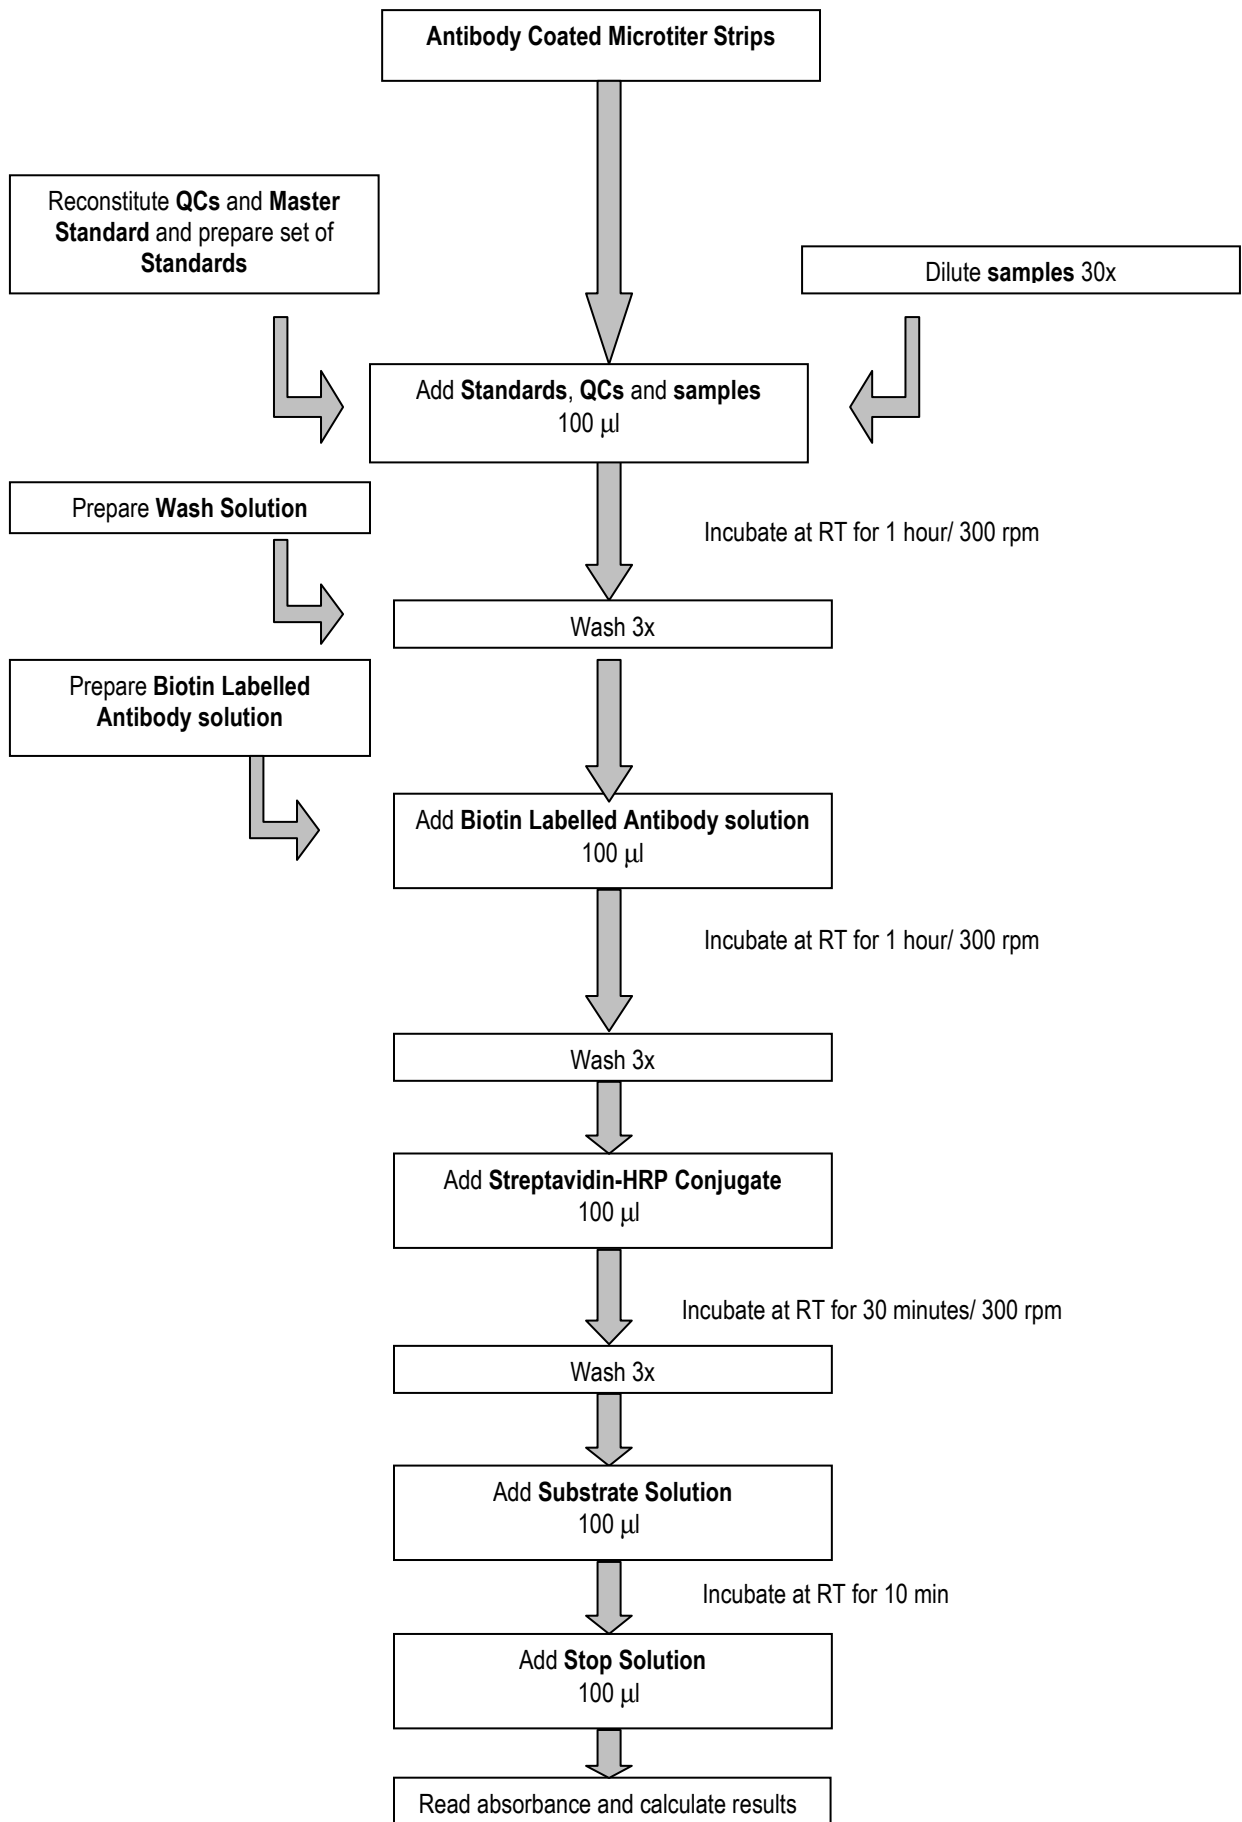 Antibody Coated Microtiter Strips
Reconstitute QCs and Master
Standard and prepare set of
Standards
Dilute samples 30x
Add Standards, QCs and samples
100 µl
Prepare Wash Solution
Incubate at RT for 1 hour/ 300 rpm
Wash 3x
Prepare Biotin Labelled
Antibody solution
Add Biotin Labelled Antibody solution
100 µl
Incubate at RT for 1 hour/ 300 rpm
Wash 3x
Add Streptavidin-HRP Conjugate
100 µl
Incubate at RT for 30 minutes/ 300 rpm
Wash 3x
Add Substrate Solution
100 µl
Incubate at RT for 10 min
Add Stop Solution
100 µl
Read absorbance and calculate results